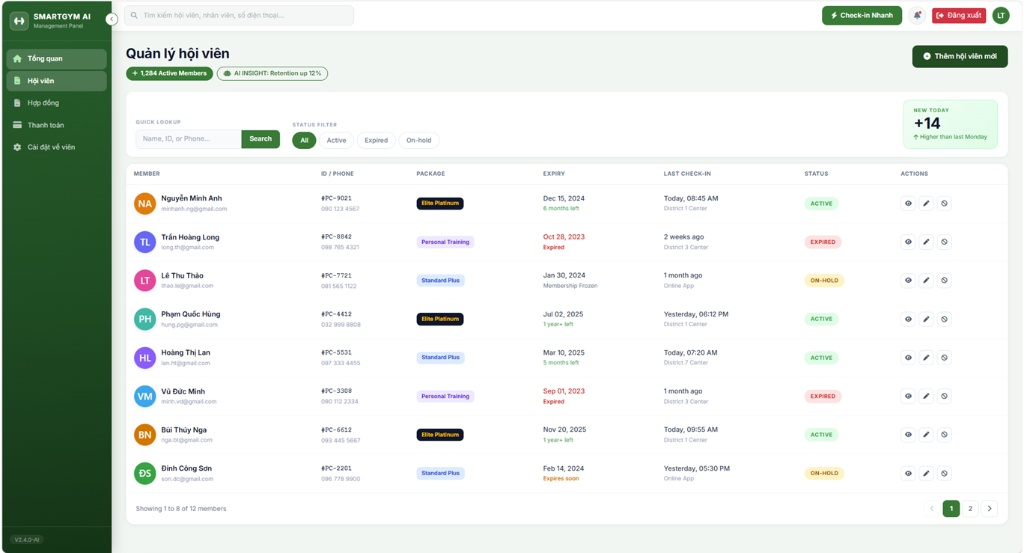 SMARTGYM AI
Management Panel
Tổng quan
Hội viên
Hợp đồng
Thanh toán
Cài đặt về viên
V2.4.0-AI
Tìm kiếm hội viên, nhân viên, số điện thoại...
Check-in Nhanh
Đăng xuất
LT
Quản lý hội viên
1,284 Active Members
AI INSIGHT: Retention up 12%
Thêm hội viên mới
QUICK LOOKUP
Name, ID, or Phone...
Search
STATUS FILTER
All Active Expired On-hold
NEW TODAY
+14
Higher than last Monday
MEMBER ID / PHONE PACKAGE EXPIRY LAST CHECK-IN STATUS ACTIONS
NA Nguyễn Minh Anh #PC-9021 Elite Platinum Dec 15, 2024 Today, 08:45 AM ACTIVE
minhanh.ng@gmail.com 090 123 4567 6 months left District 1 Center
TL Trần Hoàng Long #PC-8842 Personal Training Oct 28, 2023 2 weeks ago EXPIRED
long.th@gmail.com 098 765 4321 Expired District 3 Center
LT Lê Thu Thảo #PC-7721 Standard Plus Jan 30, 2024 1 month ago ON-HOLD
thao.le@gmail.com 081 565 1122 Membership Frozen Online App
PH Phạm Quốc Hùng #PC-4412 Elite Platinum Jul 02, 2025 Yesterday, 06:12 PM ACTIVE
hung.pq@gmail.com 032 999 8808 1 year+ left District 1 Center
HL Hoàng Thị Lan #PC-5531 Standard Plus Mar 10, 2025 Today, 07:20 AM ACTIVE
lan.ht@gmail.com 097 333 4455 5 months left District 7 Center
VM Vũ Đức Minh #PC-3308 Personal Training Sep 01, 2023 1 month ago EXPIRED
minh.vd@gmail.com 090 112 2334 Expired District 3 Center
BN Bùi Thúy Nga #PC-6612 Elite Platinum Nov 20, 2025 Today, 09:55 AM ACTIVE
nga.bt@gmail.com 093 445 5667 1 year+ left District 1 Center
ĐS Đinh Công Sơn #PC-2201 Standard Plus Feb 14, 2024 Yesterday, 05:30 PM ON-HOLD
son.dc@gmail.com 096 778 9900 Expires soon District 1 Center
Showing 1 to 8 of 12 members
1 2